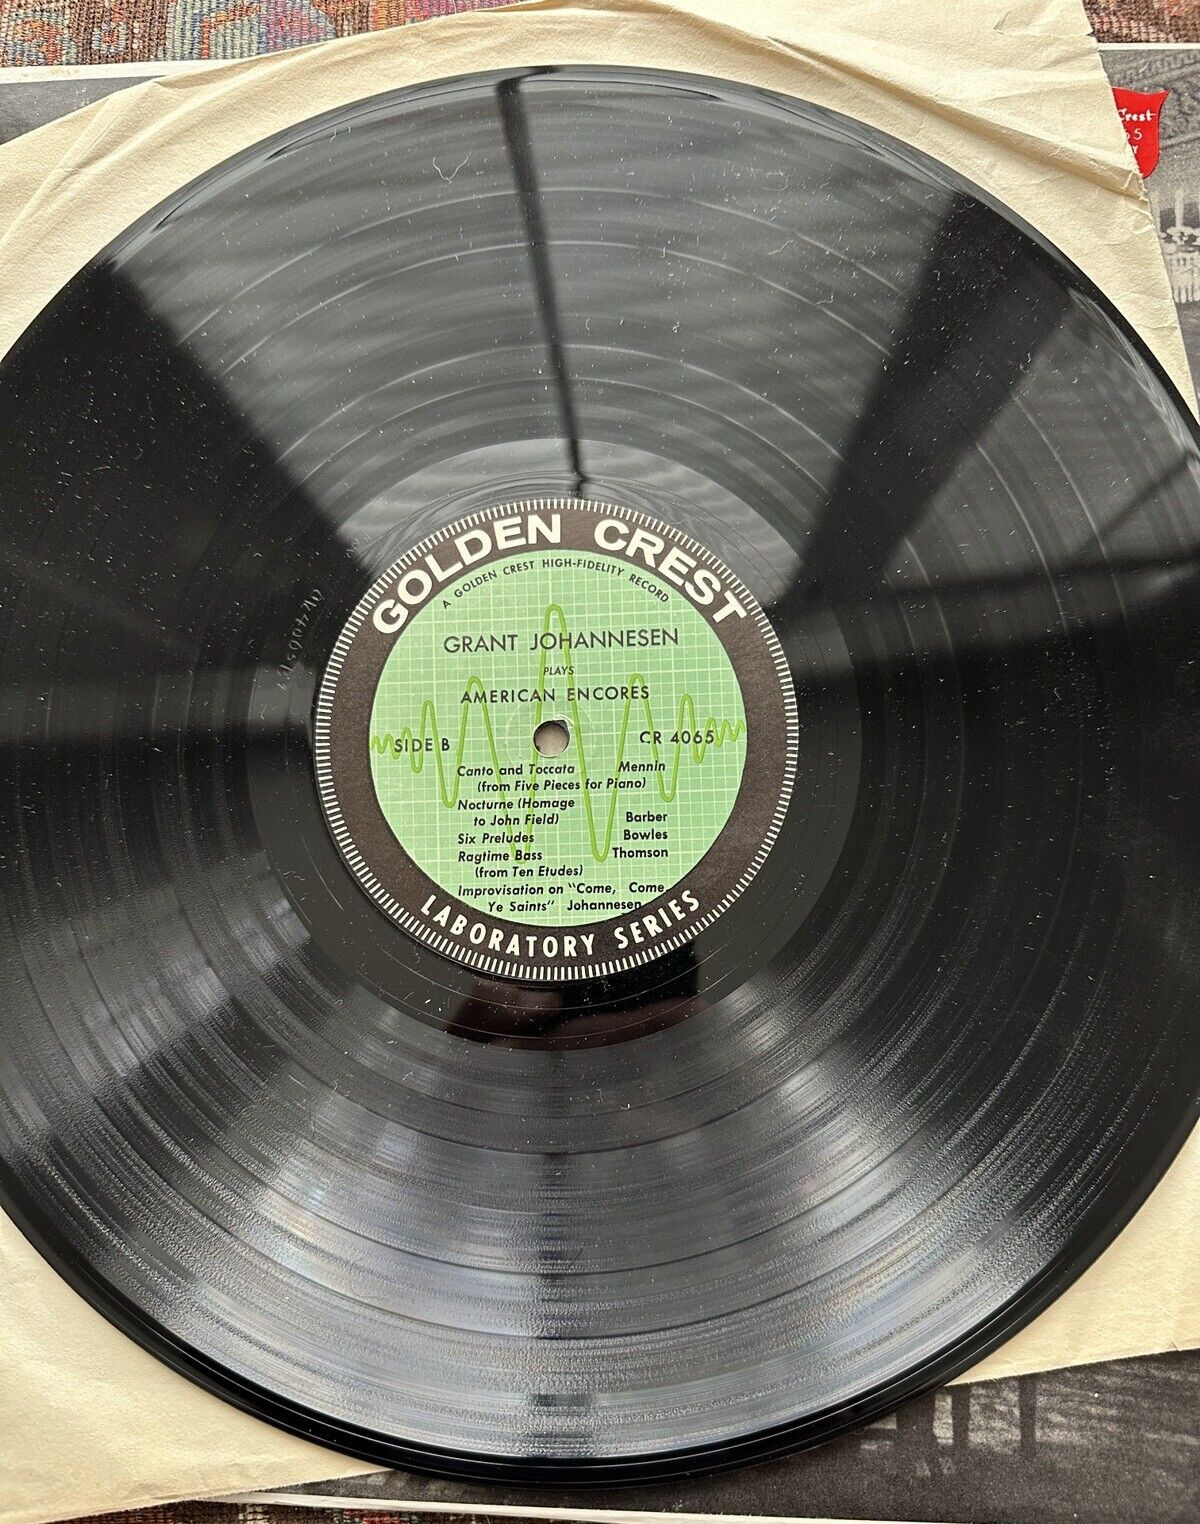 Crest
65
GOLDEN CREST
A GOLDEN CREST HIGH-FIDELITY RECORD
GRANT JOHANNESEN
PLAYS
AMERICAN ENCORES
SIDE B CR 4065
Canto and Toccata Mennin
(from Five Pieces for Piano)
Nocturne (Homage
to John Field) Barber
Six Preludes Bowles
Ragtime Bass Thomson
(from Ten Etudes)
Improvisation on "Come, Come,
Ye Saints" Johannesen
LABORATORY SERIES